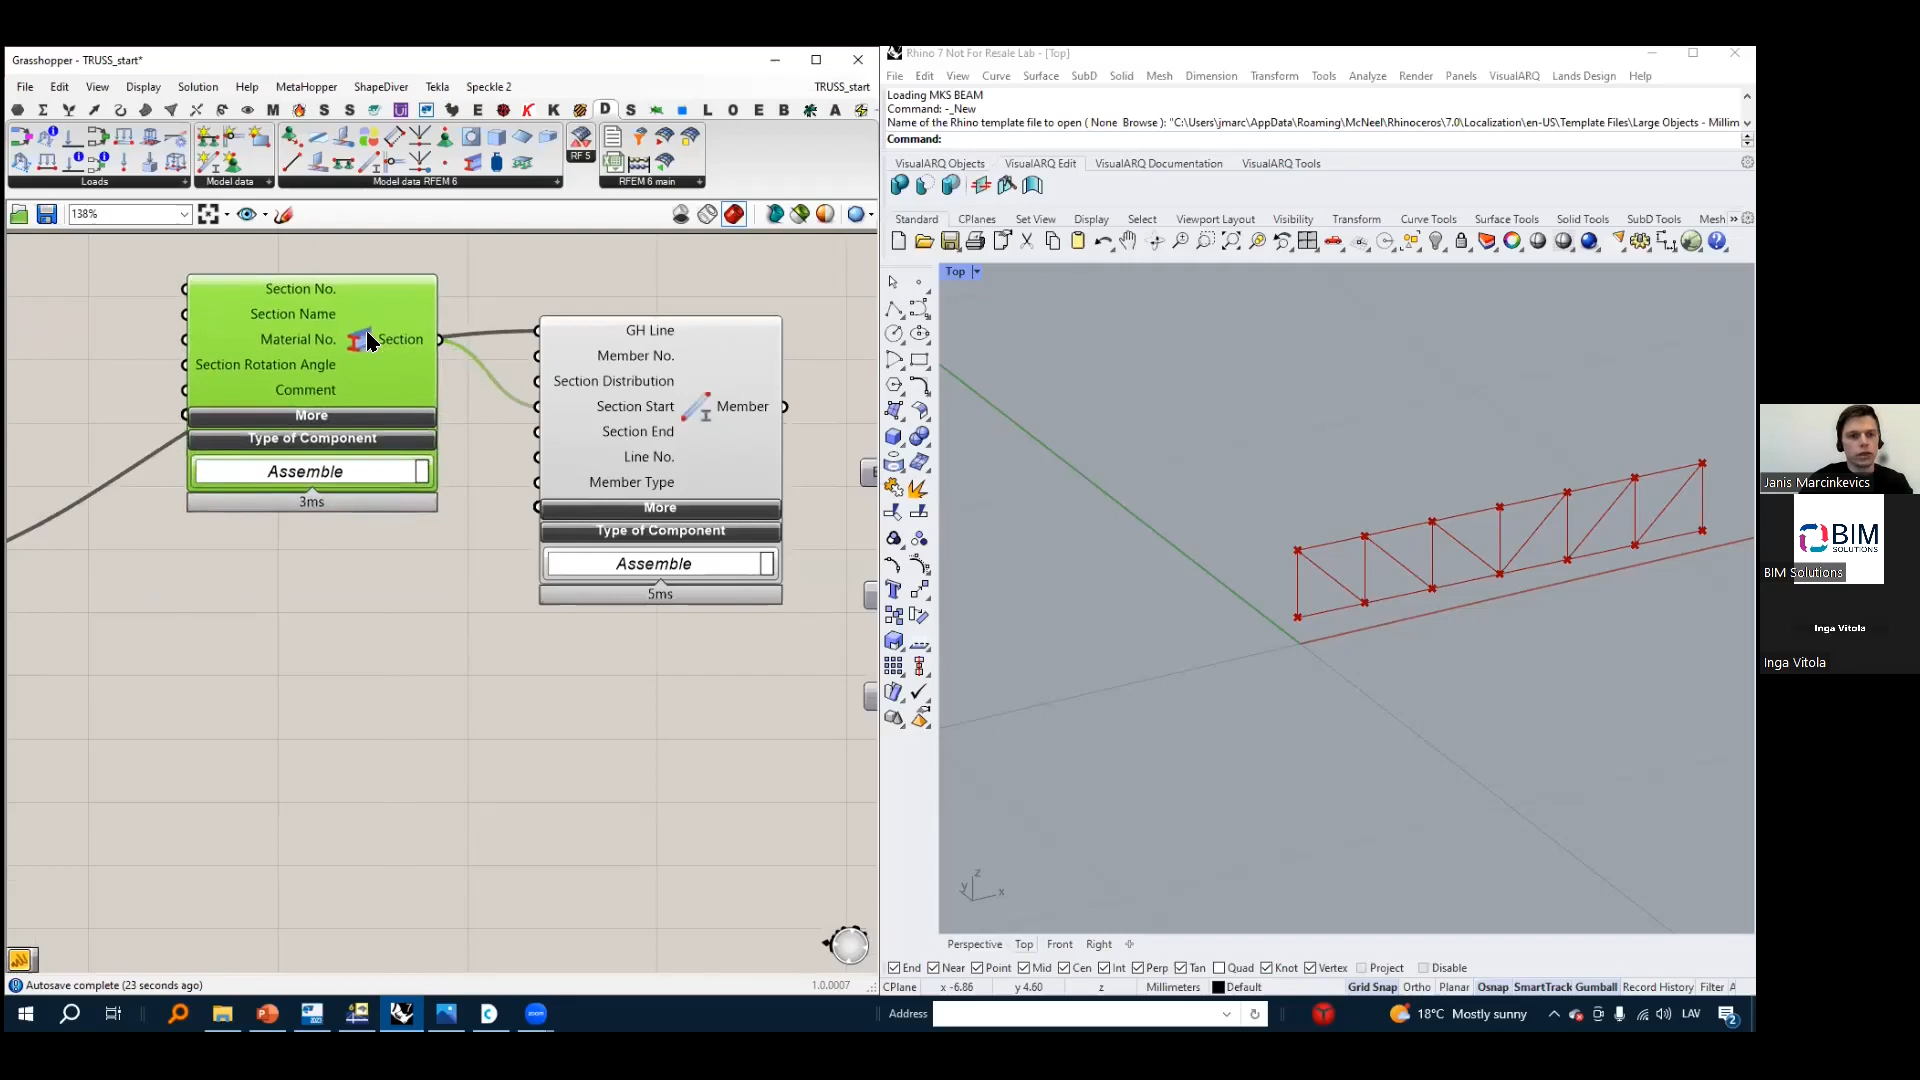 Grasshopper - TRUSS_start*
File Edit View Display Solution Help MetaHopper ShapeDiver Tekla Speckle 2 TRUSS_start
Loads Model data Model data RFEM 6 RF 5 RFEM 6 main
138%
Section No.
Section Name
Material No. Section
Section Rotation Angle
Comment
More
Type of Component
Assemble
3ms
GH Line
Member No.
Section Distribution
Section Start Member
Section End
Line No.
Member Type
More
Type of Component
Assemble
5ms
Autosave complete (23 seconds ago) 1.0.0007
Rhino 7 Not For Resale Lab - [Top]
File Edit View Curve Surface SubD Solid Mesh Dimension Transform Tools Analyze Render Panels VisualARQ Lands Design Help
Loading MKS BEAM
Command: -_New
Name of the Rhino template file to open ( None Browse ): "C:\Users\jmarc\AppData\Roaming\McNeel\Rhinoceros\7.0\Localization\en-US\Template Files\Large Objects - Millim
Command:
VisualARQ Objects VisualARQ Edit VisualARQ Documentation VisualARQ Tools
Standard CPlanes Set View Display Select Viewport Layout Visibility Transform Curve Tools Surface Tools Solid Tools SubD Tools Mesh »
Top
z
y x
Perspective Top Front Right
End Near Point Mid Cen Int Perp Tan Quad Knot Vertex Project Disable
CPlane x -6.86 y 4.60 z Millimeters Default Grid Snap Ortho Planar Osnap SmartTrack Gumball Record History Filter A
Address 18°C Mostly sunny LAV 2
zoom
Janis Marcinkevics
BIM
SOLUTIONS
BIM Solutions
Inga Vitola
Inga Vitola